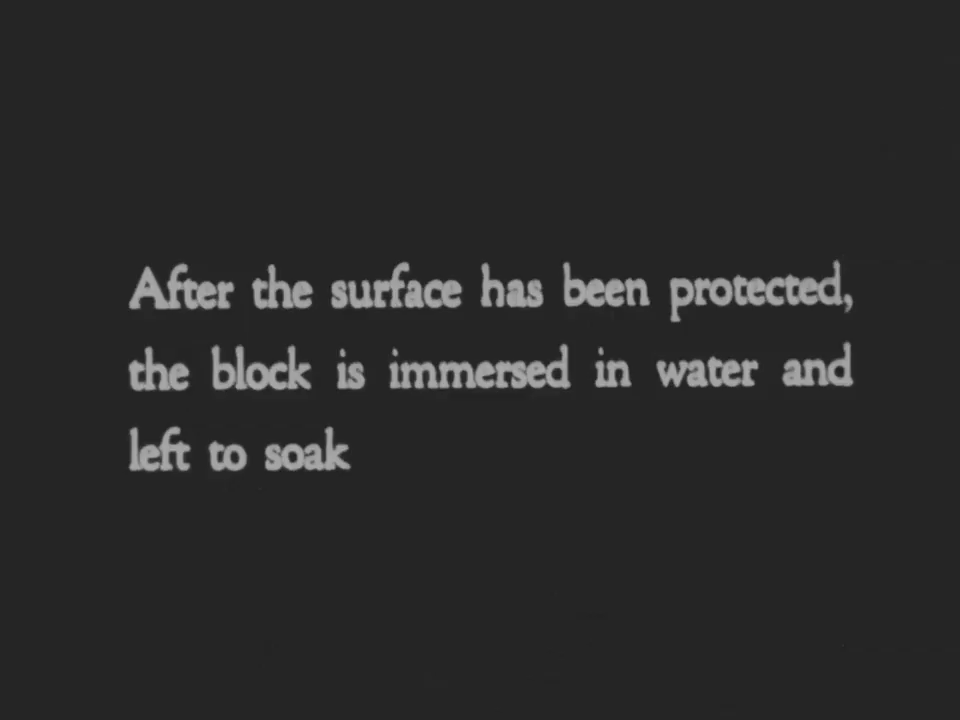 After the surface has been protected,
the block is immersed in water and
left to soak